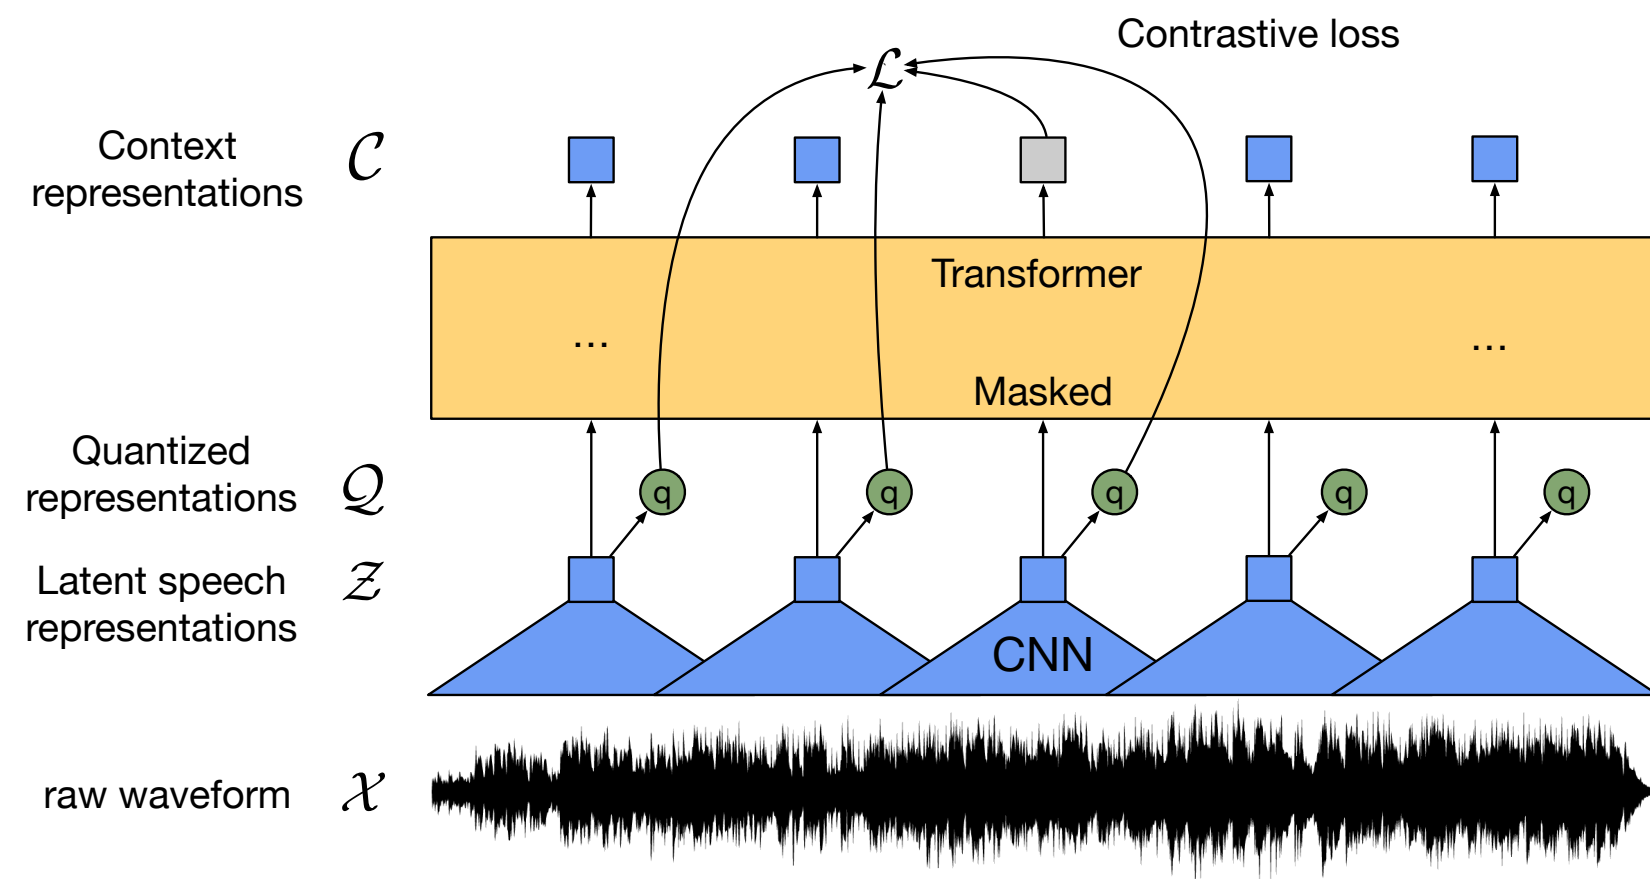 Contrastive loss
ℒ
Context
representations
𝒞
Transformer
... ...
Masked
Quantized
representations
𝒬
q q q q q
Latent speech
representations
𝒵
CNN
raw waveform
𝒳